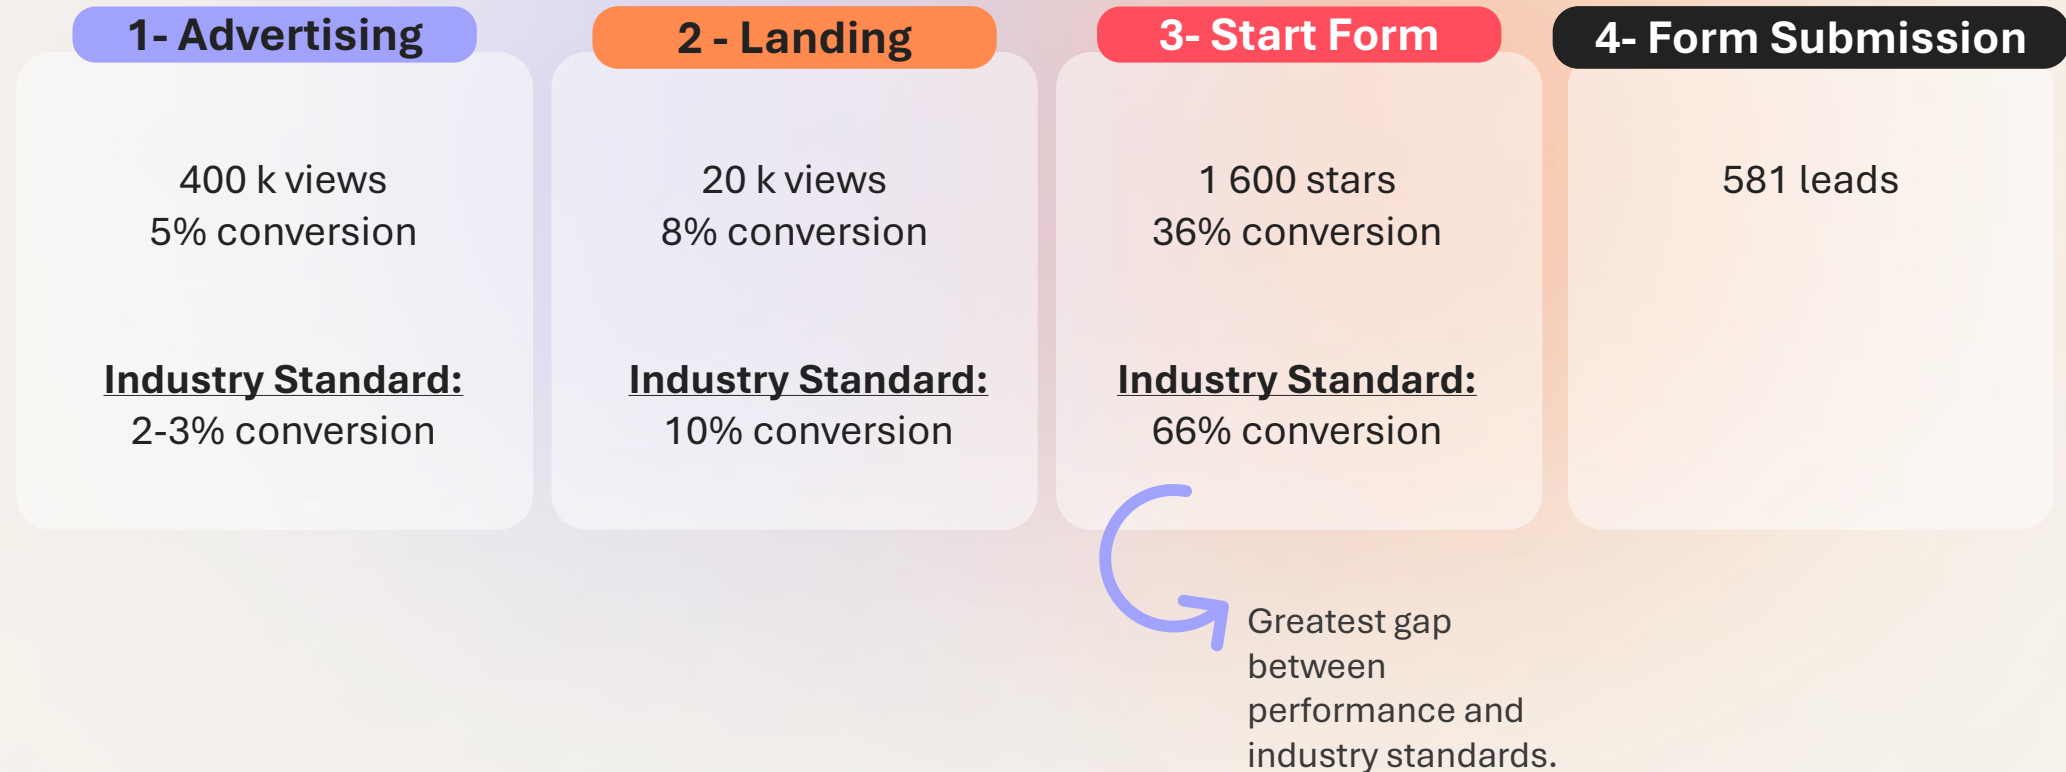 1- Advertising
400 k views
5% conversion
Industry Standard:
2-3% conversion
2 - Landing
20 k views
8% conversion
Industry Standard:
10% conversion
3- Start Form
1 600 stars
36% conversion
Industry Standard:
66% conversion
Greatest gap
between
performance and
industry standards.
4- Form Submission
581 leads